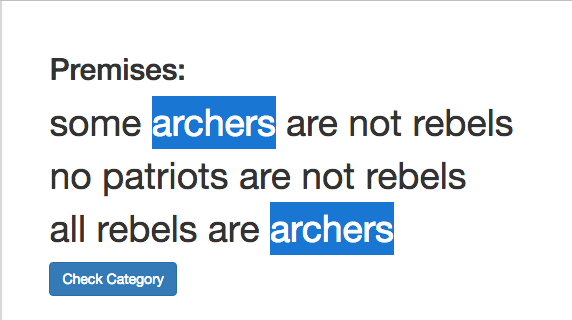 Premises:
some archers are not rebels
no patriots are not rebels
all rebels are archers
Check Category